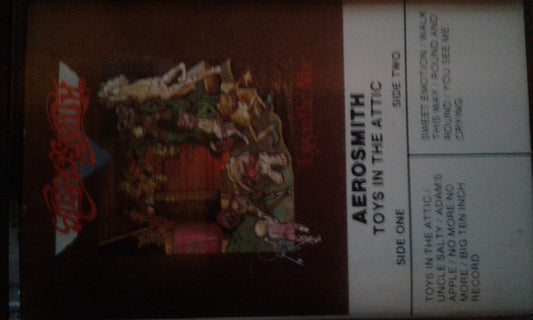 AEROSMITH
AEROSMITH
TOYS IN THE ATTIC
SIDE ONE
TOYS IN THE ATTIC /
UNCLE SALTY / ADAM'S
APPLE / NO MORE NO
MORE / BIG TEN INCH
RECORD
SIDE TWO
SWEET EMOTION / WALK
THIS WAY / ROUND AND
ROUND / YOU SEE ME
CRYING